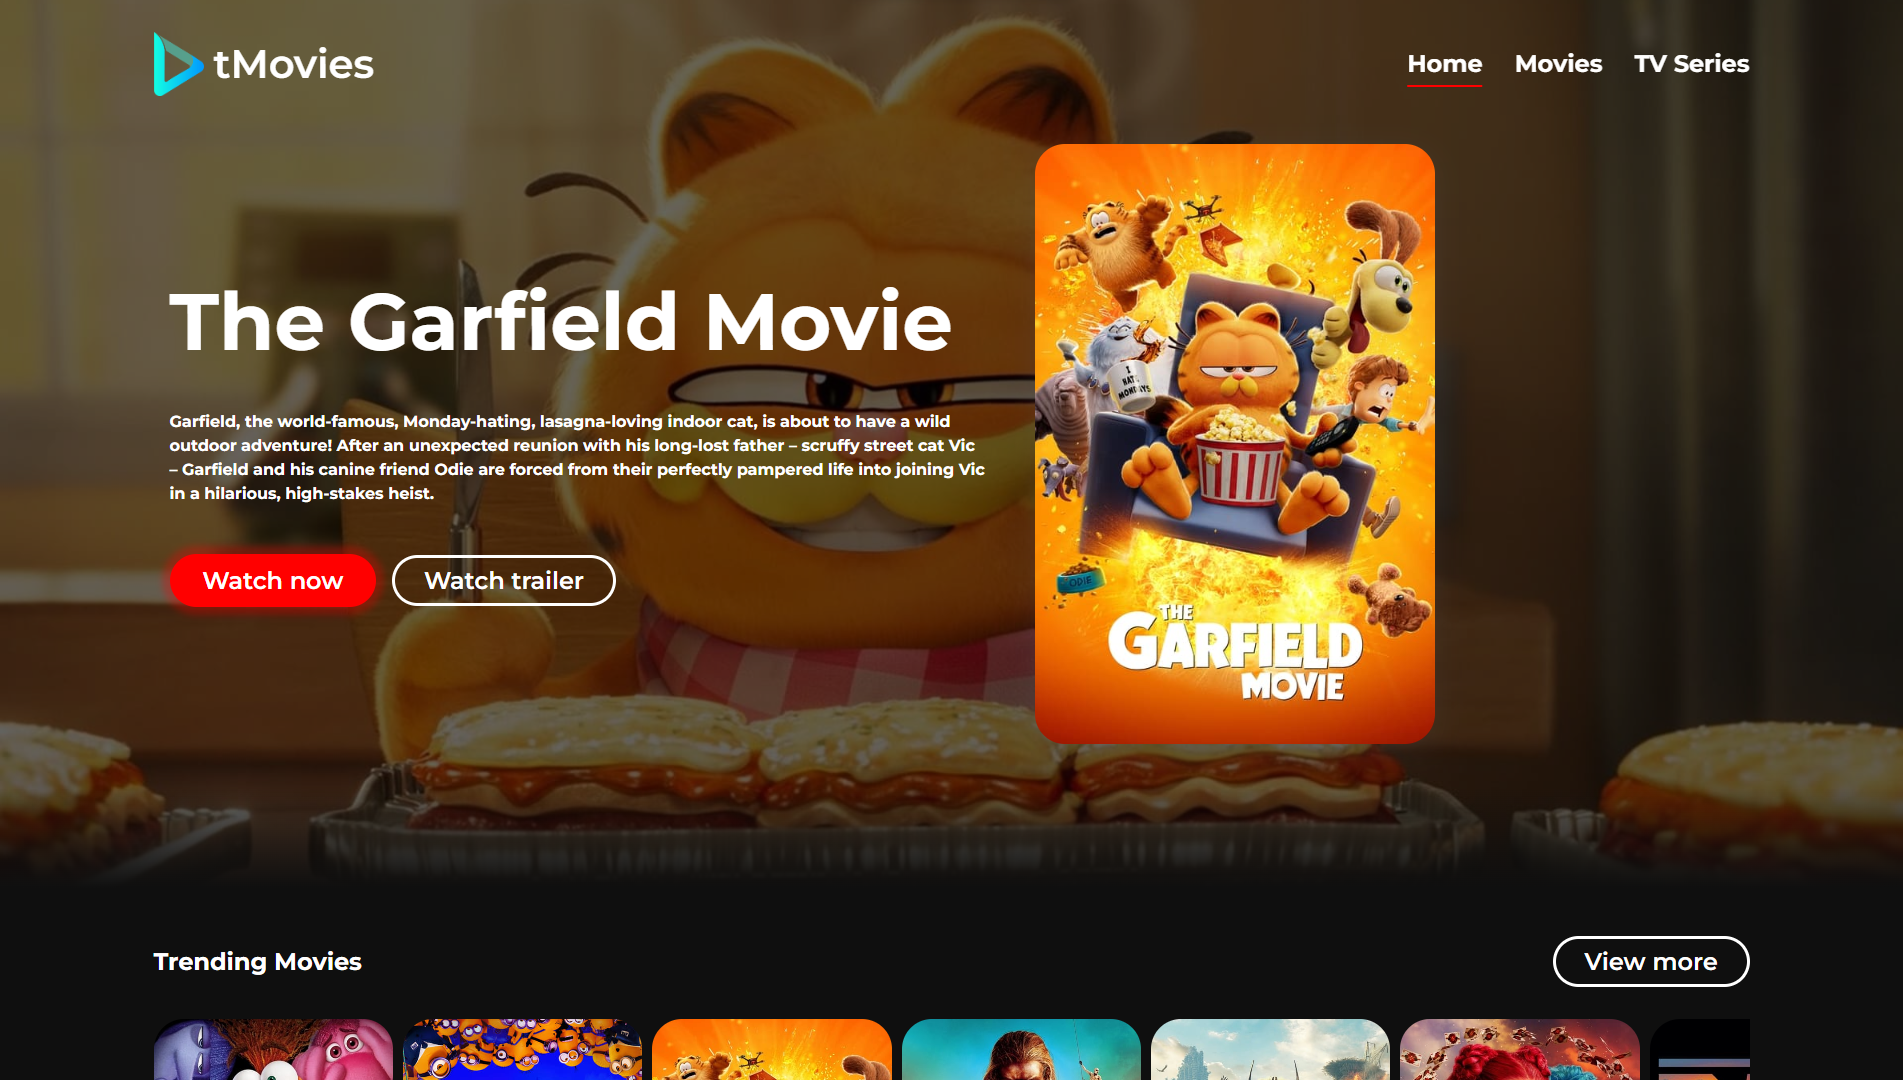 tMovies
Home
Movies
TV Series
The Garfield Movie
Garfield, the world-famous, Monday-hating, lasagna-loving indoor cat, is about to have a wild
outdoor adventure! After an unexpected reunion with his long-lost father – scruffy street cat Vic
– Garfield and his canine friend Odie are forced from their perfectly pampered life into joining Vic
in a hilarious, high-stakes heist.
Watch now
Watch trailer
I
HATE
MONDAYS
ODIE
THE
GARFIELD
MOVIE
Trending Movies
View more